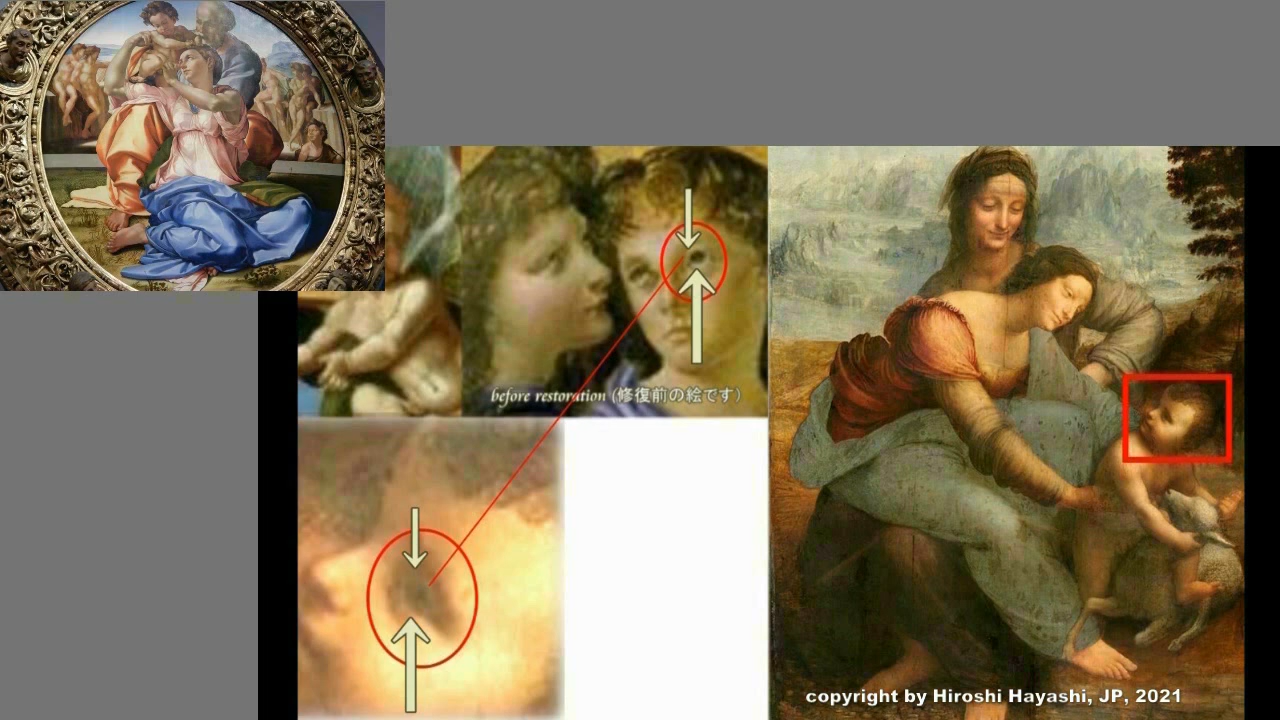 before restoration (修復前の絵です)
copyright by Hiroshi Hayashi, JP, 2021